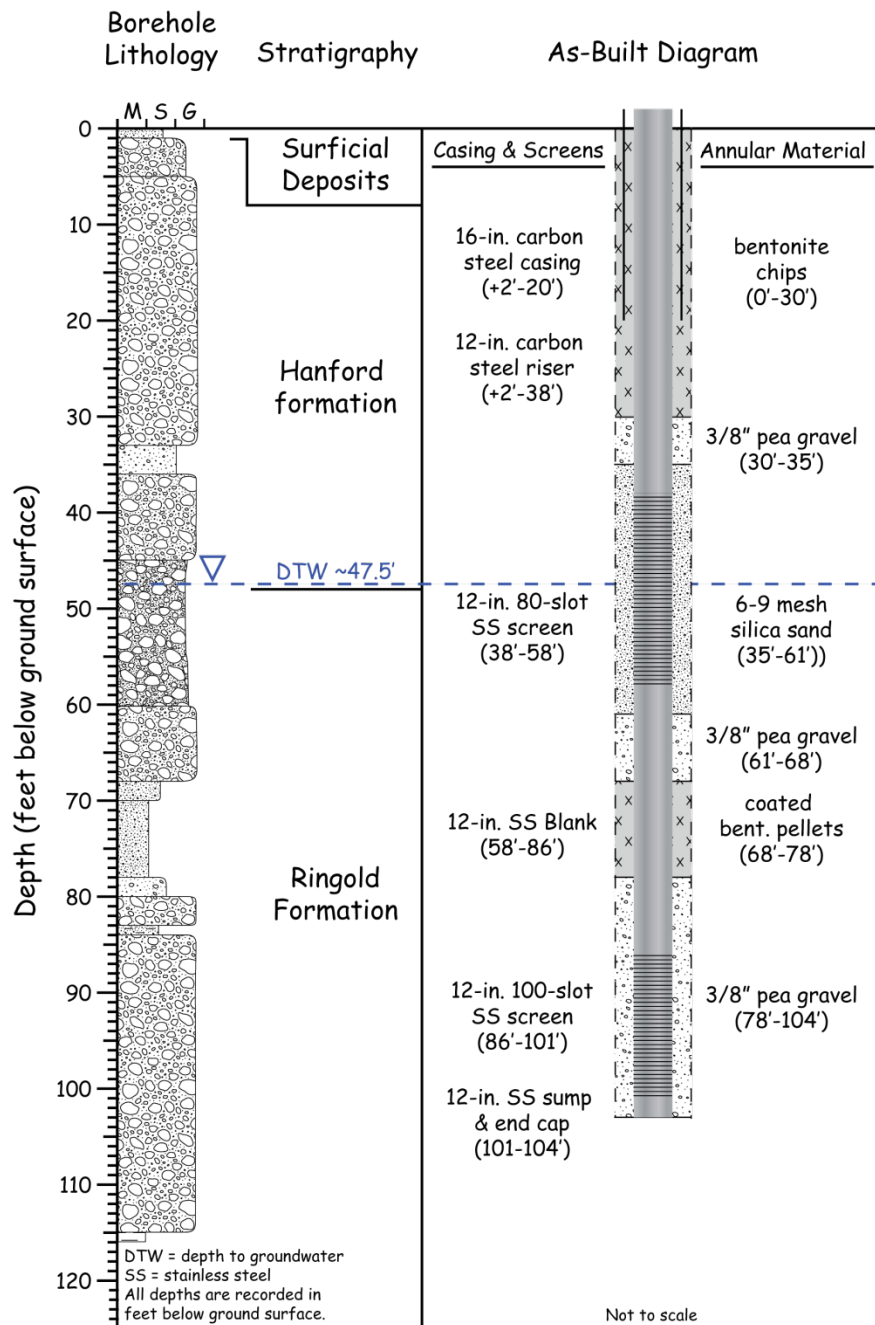 Borehole
Lithology
Stratigraphy
As-Built Diagram
M S G
Depth (feet below ground surface)
0
10
20
30
40
50
60
70
80
90
100
110
120
Surficial
Deposits
Hanford
formation
DTW ~47.5'
Ringold
Formation
Casing & Screens
16-in. carbon
steel casing
(+2'-20')
12-in. carbon
steel riser
(+2'-38')
12-in. 80-slot
SS screen
(38'-58')
12-in. SS Blank
(58'-86')
12-in. 100-slot
SS screen
(86'-101')
12-in. SS sump
& end cap
(101-104')
Annular Material
bentonite
chips
(0'-30')
3/8" pea gravel
(30'-35')
6-9 mesh
silica sand
(35'-61'))
3/8" pea gravel
(61'-68')
coated
bent. pellets
(68'-78')
3/8" pea gravel
(78'-104')
DTW = depth to groundwater
SS = stainless steel
All depths are recorded in
feet below ground surface.
Not to scale